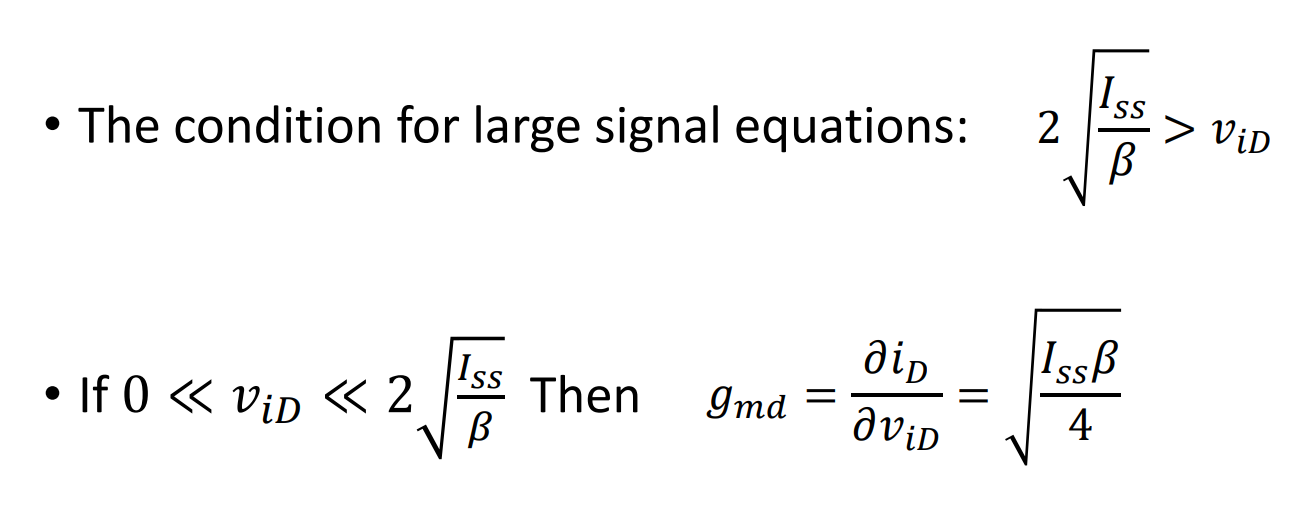 • The condition for large signal equations: 2√(I_ss/β) > v_iD
• If 0 ≪ v_iD ≪ 2√(I_ss/β) Then g_md = ∂i_D/∂v_iD = √(I_ssβ/4)